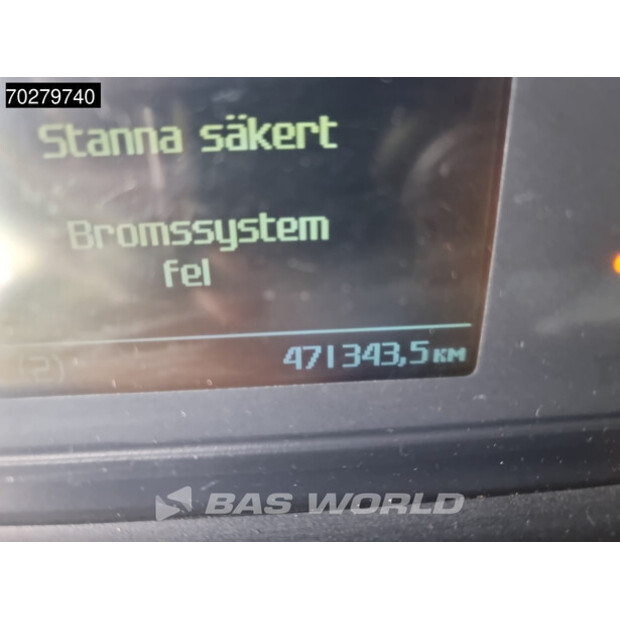 70279740
Stanna säkert
Bromssystem
fel
471343,5 KM
BAS WORLD